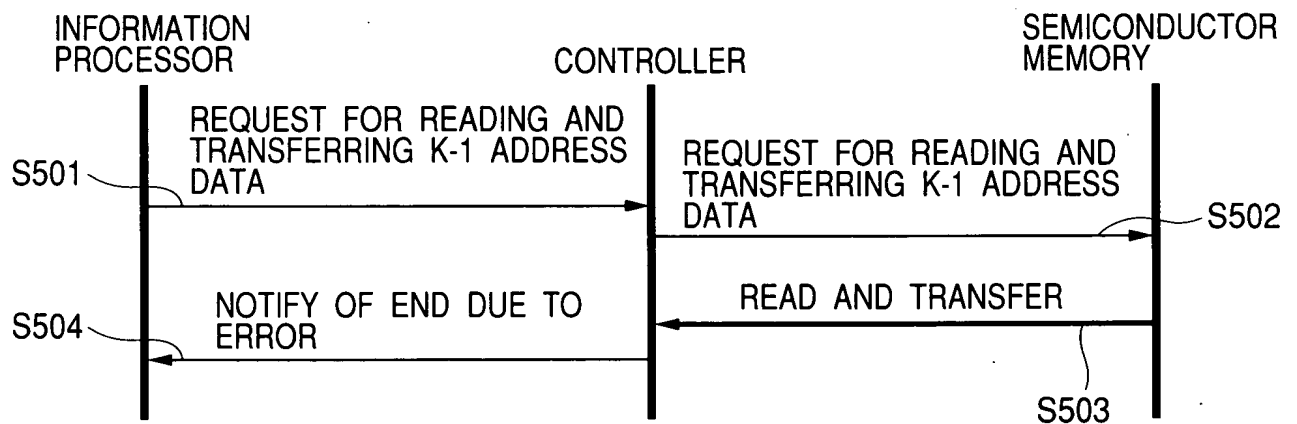 INFORMATION
PROCESSOR
CONTROLLER
SEMICONDUCTOR
MEMORY
REQUEST FOR READING AND
TRANSFERRING K-1 ADDRESS
DATA
S501
REQUEST FOR READING AND
TRANSFERRING K-1 ADDRESS
DATA
S502
NOTIFY OF END DUE TO
ERROR
S504
READ AND TRANSFER
S503